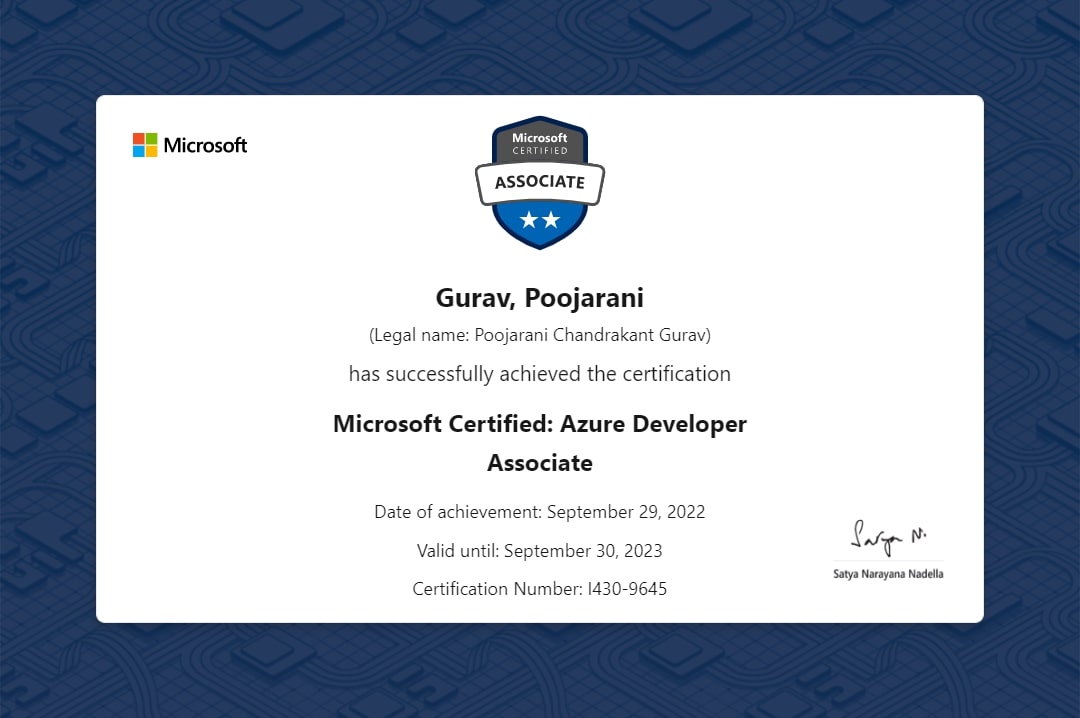 Microsoft
Microsoft
CERTIFIED
ASSOCIATE
Gurav, Poojarani
(Legal name: Poojarani Chandrakant Gurav)
has successfully achieved the certification
Microsoft Certified: Azure Developer
Associate
Date of achievement: September 29, 2022
Valid until: September 30, 2023
Certification Number: I430-9645
Satya N.
Satya Narayana Nadella